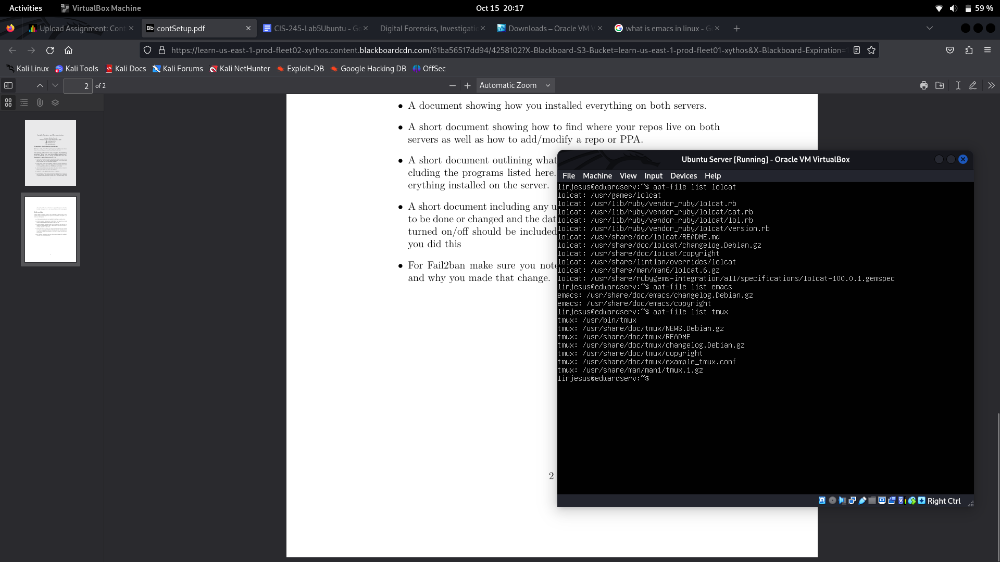 Activities
VirtualBox Machine
Oct 15 20:17
59 %
Upload Assignment: Cont
contSetup.pdf
CIS-245-Lab5Ubuntu - Go
Digital Forensics, Investigatio
Downloads – Oracle VM V
what is emacs in linux - G
https://learn-us-east-1-prod-fleet02-xythos.content.blackboardcdn.com/61ba56517dd94/4258102?X-Blackboard-S3-Bucket=learn-us-east-1-prod-fleet01-xythos&X-Blackboard-Expiration=
Kali Linux
Kali Tools
Kali Docs
Kali Forums
Kali NetHunter
Exploit-DB
Google Hacking DB
OffSec
2 of 2
Automatic Zoom
• A document showing how you installed everything on both servers.
• A short document showing how to find where your repos live on both
servers as well as how to add/modify a repo or PPA.
• A short document outlining what
cluding the programs listed here.
erything installed on the server.
• A short document including any u
to be done or changed and the dat
turned on/off should be included
you did this
• For Fail2ban make sure you note
and why you made that change.
2
Ubuntu Server [Running] - Oracle VM VirtualBox
File Machine View Input Devices Help
lirjesus@edwardserv:~$ apt-file list lolcat
lolcat: /usr/games/lolcat
lolcat: /usr/lib/ruby/vendor_ruby/lolcat.rb
lolcat: /usr/lib/ruby/vendor_ruby/lolcat/cat.rb
lolcat: /usr/lib/ruby/vendor_ruby/lolcat/lol.rb
lolcat: /usr/lib/ruby/vendor_ruby/lolcat/version.rb
lolcat: /usr/share/doc/lolcat/README.md
lolcat: /usr/share/doc/lolcat/changelog.Debian.gz
lolcat: /usr/share/doc/lolcat/copyright
lolcat: /usr/share/lintian/overrides/lolcat
lolcat: /usr/share/man/man6/lolcat.6.gz
lolcat: /usr/share/rubygems-integration/all/specifications/lolcat-100.0.1.gemspec
lirjesus@edwardserv:~$ apt-file list emacs
emacs: /usr/share/doc/emacs/changelog.Debian.gz
emacs: /usr/share/doc/emacs/copyright
lirjesus@edwardserv:~$ apt-file list tmux
tmux: /usr/bin/tmux
tmux: /usr/share/doc/tmux/NEWS.Debian.gz
tmux: /usr/share/doc/tmux/README
tmux: /usr/share/doc/tmux/changelog.Debian.gz
tmux: /usr/share/doc/tmux/copyright
tmux: /usr/share/doc/tmux/example_tmux.conf
tmux: /usr/share/man/man1/tmux.1.gz
lirjesus@edwardserv:~$
Right Ctrl